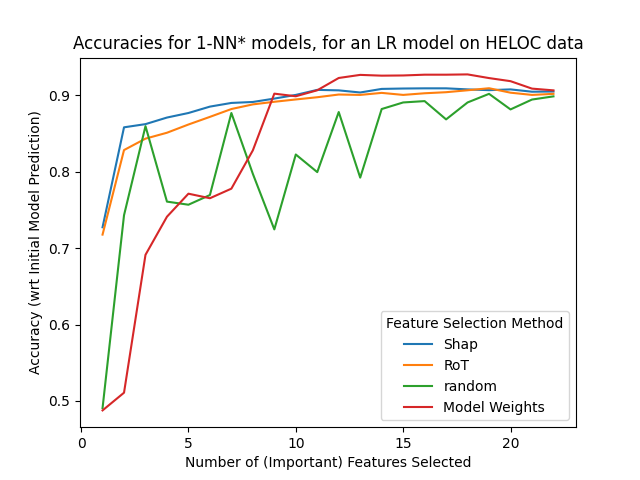 Accuracies for 1-NN* models, for an LR model on HELOC data
Accuracy (wrt Initial Model Prediction)
0.9
0.8
0.7
0.6
0.5
Feature Selection Method
Shap
RoT
random
Model Weights
0 5 10 15 20
Number of (Important) Features Selected